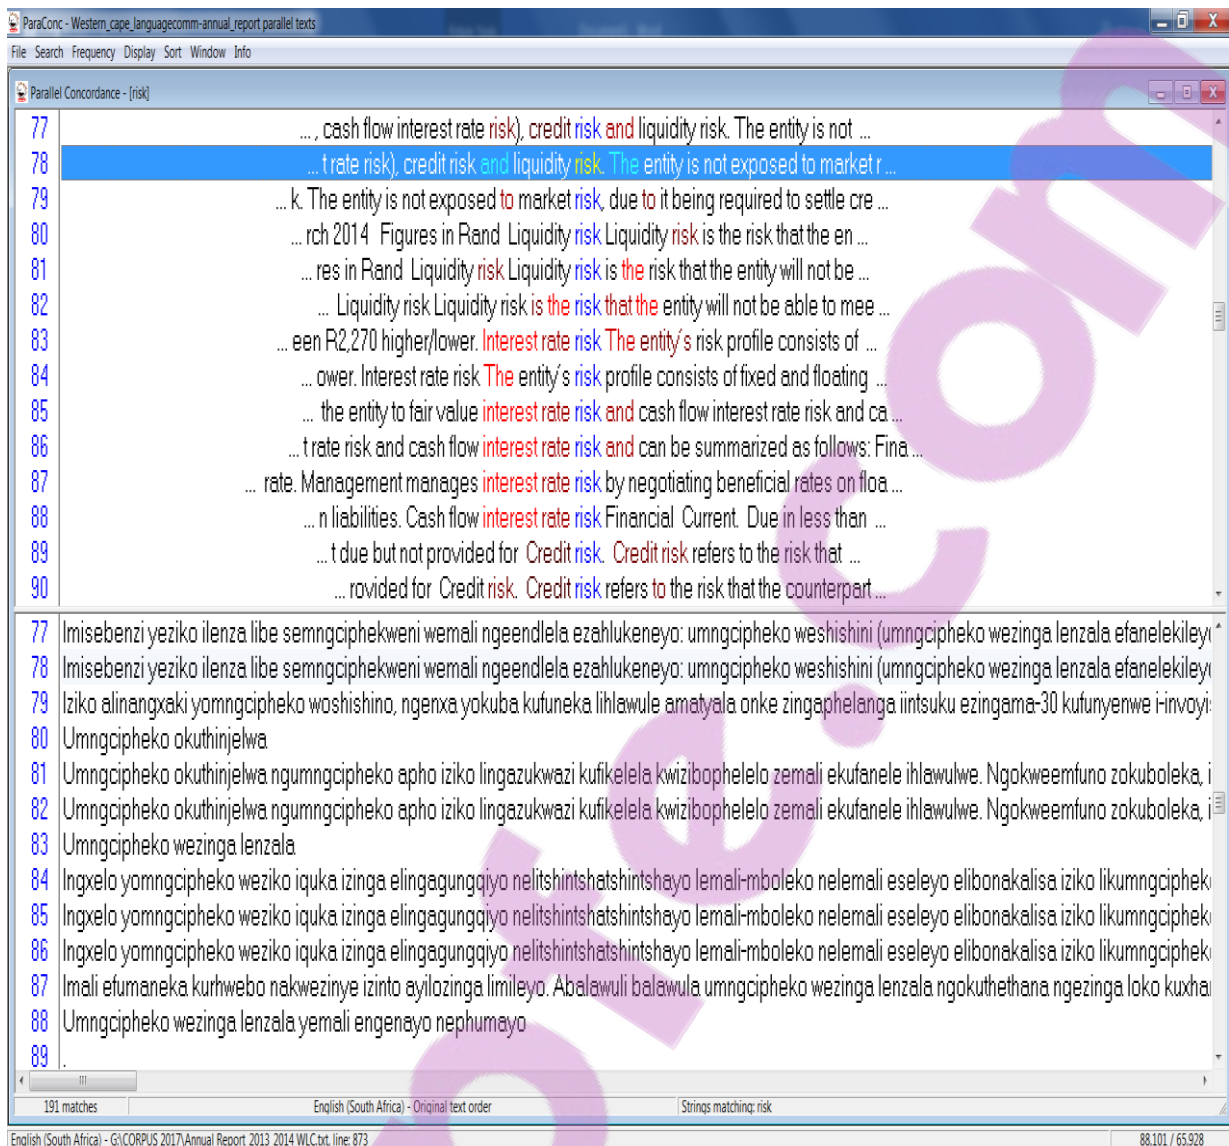 ParaConc - Western_cape_languagecomm-annual_report parallel texts
File Search Frequency Display Sort Window Info
Parallel Concordance - [risk]
77 ... , cash flow interest rate risk), credit risk and liquidity risk. The entity is not ...
78 ... t rate risk), credit risk and liquidity risk. The entity is not exposed to market r ...
79 ... k. The entity is not exposed to market risk, due to it being required to settle cre ...
80 ... rch 2014 Figures in Rand Liquidity risk Liquidity risk is the risk that the en ...
81 ... res in Rand Liquidity risk Liquidity risk is the risk that the entity will not be ...
82 ... Liquidity risk Liquidity risk is the risk that the entity will not be able to mee ...
83 ... een R2,270 higher/lower. Interest rate risk The entity's risk profile consists of ...
84 ... ower. Interest rate risk The entity's risk profile consists of fixed and floating ...
85 ... the entity to fair value interest rate risk and cash flow interest rate risk and ca ...
86 ... t rate risk and cash flow interest rate risk and can be summarized as follows: Fina ...
87 ... rate. Management manages interest rate risk by negotiating beneficial rates on floa ...
88 ... n liabilities. Cash flow interest rate risk Financial Current. Due in less than ...
89 ... t due but not provided for Credit risk. Credit risk refers to the risk that ...
90 ... rovided for Credit risk. Credit risk refers to the risk that the counterpart ...
77 Imisebenzi yeziko ilenza libe semngciphekweni wemali ngeendlela ezahlukeneyo: umngcipheko weshishini (umngcipheko wezinga lenzala efanelekiley
78 Imisebenzi yeziko ilenza libe semngciphekweni wemali ngeendlela ezahlukeneyo: umngcipheko weshishini (umngcipheko wezinga lenzala efanelekiley
79 Iziko alinangxaki yomngcipheko woshishino, ngenxa yokuba kufuneka lihlawule amatyala onke zingaphelanga iintsuku ezingama-30 kufunyenwe i-invoyi
80 Umngcipheko okuthinjelwa
81 Umngcipheko okuthinjelwa ngumngcipheko apho iziko lingazukwazi kufikelela kwizibophelelo zemali ekufanele ihlawulwe. Ngokweemfuno zokuboleka, i
82 Umngcipheko okuthinjelwa ngumngcipheko apho iziko lingazukwazi kufikelela kwizibophelelo zemali ekufanele ihlawulwe. Ngokweemfuno zokuboleka, i
83 Umngcipheko wezinga lenzala
84 Ingxelo yomngcipheko weziko iquka izinga elingagungqiyo nelitshintshatshintshayo lemali-mboleko nelemali eseleyo elibonakalisa iziko likumngciphek
85 Ingxelo yomngcipheko weziko iquka izinga elingagungqiyo nelitshintshatshintshayo lemali-mboleko nelemali eseleyo elibonakalisa iziko likumngciphek
86 Ingxelo yomngcipheko weziko iquka izinga elingagungqiyo nelitshintshatshintshayo lemali-mboleko nelemali eseleyo elibonakalisa iziko likumngciphek
87 Imali efumaneka kurhwebo nakwezinye izinto ayilozinga limileyo. Abalawuli balawula umngcipheko wezinga lenzala ngokuthethana ngezinga loko kuxha
88 Umngcipheko wezinga lenzala yemali engenayo nephumayo
89 .
191 matches English (South Africa) - Original text order Strings matching: risk
English (South Africa) - G:\CORPUS 2017\Annual Report_2013_2014 WLC.txt, line: 873 88,101 / 65,928
ofe.com